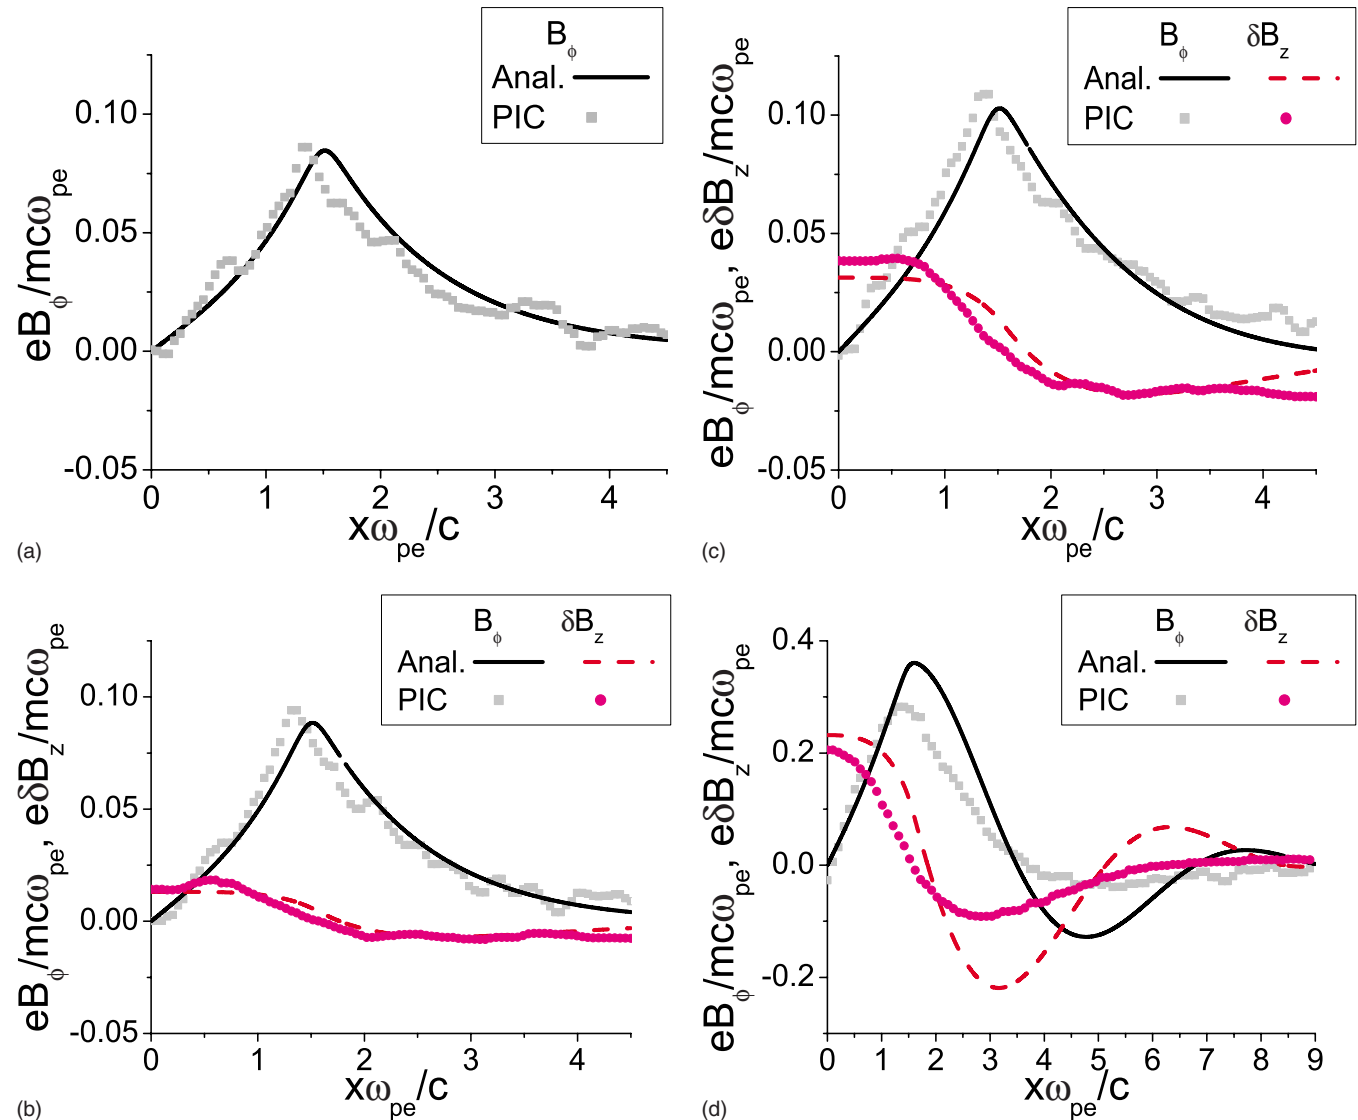 B_ϕ
Anal.
PIC
eB_ϕ/mcω_pe
0.10
0.05
0.00
-0.05
0 1 2 3 4
xω_pe/c
(a)
B_ϕ δB_z
Anal.
PIC
eB_ϕ/mcω_pe, eδB_z/mcω_pe
0.10
0.05
0.00
-0.05
0 1 2 3 4
xω_pe/c
(c)
B_ϕ δB_z
Anal.
PIC
eB_ϕ/mcω_pe, eδB_z/mcω_pe
0.10
0.05
0.00
-0.05
0 1 2 3 4
xω_pe/c
(b)
B_ϕ δB_z
Anal.
PIC
eB_ϕ/mcω_pe, eδB_z/mcω_pe
0.4
0.2
0.0
-0.2
0 1 2 3 4 5 6 7 8 9
xω_pe/c
(d)